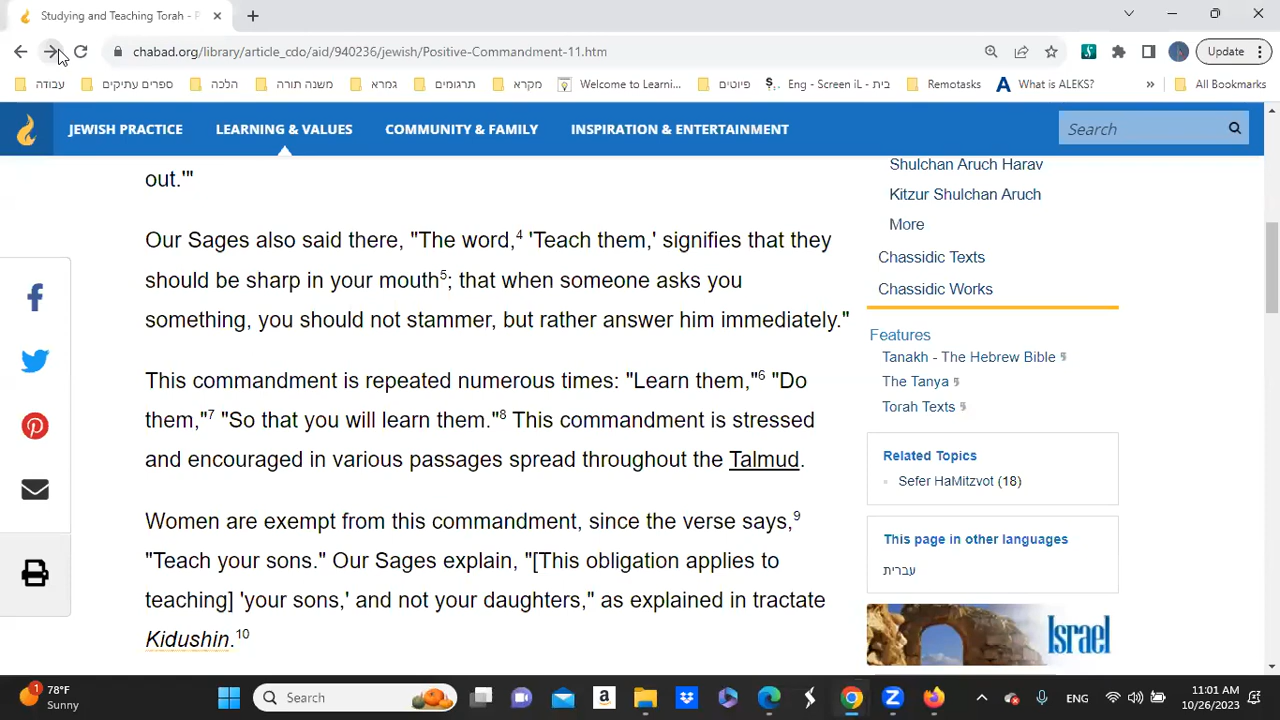 Studying and Teaching Torah - P
chabad.org/library/article_cdo/aid/940236/jewish/Positive-Commandment-11.htm
Update
עבודה
ספרים עתיקים
הלכה
משנה תורה
גמרא
תרגומים
מקרא
Welcome to Learni...
פיוטים
Eng - Screen iL - בית
Remotasks
What is ALEKS?
»
All Bookmarks
JEWISH PRACTICE
LEARNING & VALUES
COMMUNITY & FAMILY
INSPIRATION & ENTERTAINMENT
Search
out.'"
Our Sages also said there, "The word,4 'Teach them,' signifies that they
should be sharp in your mouth5; that when someone asks you
something, you should not stammer, but rather answer him immediately."
This commandment is repeated numerous times: "Learn them,"6 "Do
them,"7 "So that you will learn them."8 This commandment is stressed
and encouraged in various passages spread throughout the Talmud.
Women are exempt from this commandment, since the verse says,9
"Teach your sons." Our Sages explain, "[This obligation applies to
teaching] 'your sons,' and not your daughters," as explained in tractate
Kidushin.10
Shulchan Aruch Harav
Kitzur Shulchan Aruch
More
Chassidic Texts
Chassidic Works
Features
Tanakh - The Hebrew Bible ¶
The Tanya ¶
Torah Texts ¶
Related Topics
Sefer HaMitzvot (18)
This page in other languages
עברית
Israel
1
78°F
Sunny
Search
ENG
11:01 AM
10/26/2023